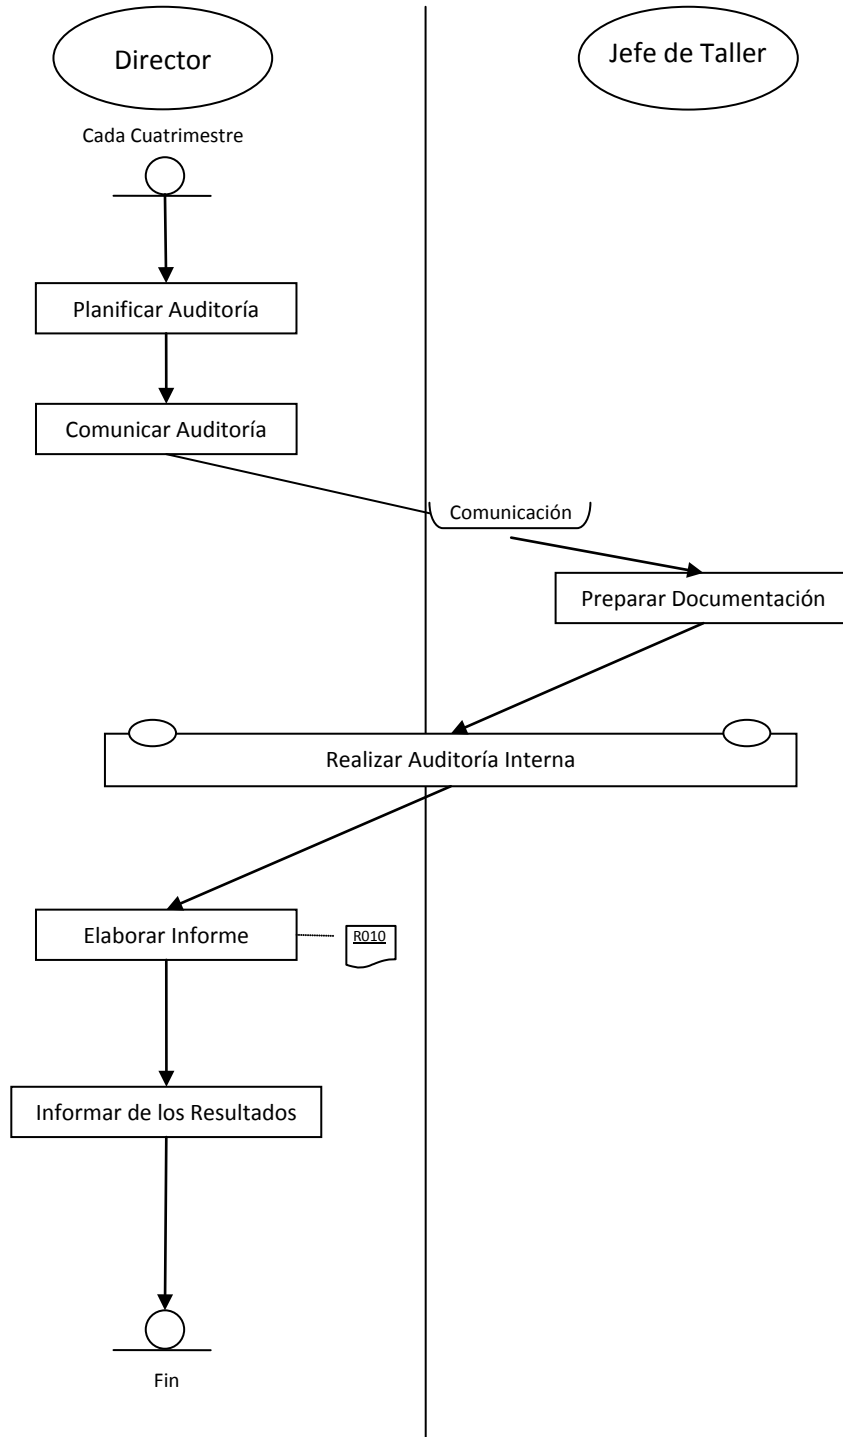 Director
Jefe de Taller
Cada Cuatrimestre
Planificar Auditoría
Comunicar Auditoría
Comunicación
Preparar Documentación
Realizar Auditoría Interna
Elaborar Informe
R010
Informar de los Resultados
Fin